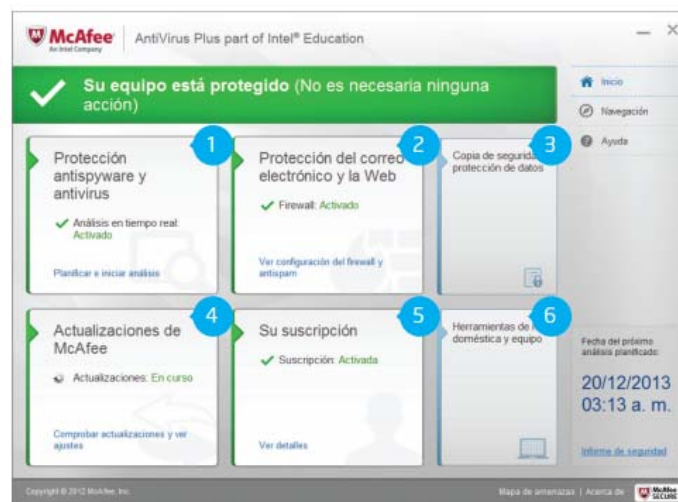 McAfee
An Intel Company
AntiVirus Plus part of Intel® Education
Su equipo está protegido (No es necesaria ninguna
acción)
Inicio
Navegación
Ayuda
1
Protección
antispyware y
antivirus
Análisis en tiempo real:
Activado
Planificar e iniciar análisis
2
Protección del correo
electrónico y la Web
Firewall: Activado
Ver configuración del firewall y
antispam
3
Copia de segurida
protección de datos
4
Actualizaciones de
McAfee
Actualizaciones: En curso
Comprobar actualizaciones y ver
ajustes
5
Su suscripción
Suscripción: Activada
Ver detalles
6
Herramientas de
doméstica y equipo
Fecha del próximo
análisis planificado:
20/12/2013
03:13 a. m.
Informe de seguridad
Copyright © 2012 McAfee, Inc.
Mapa de amenazas | Acerca de
McAfee
SECURE